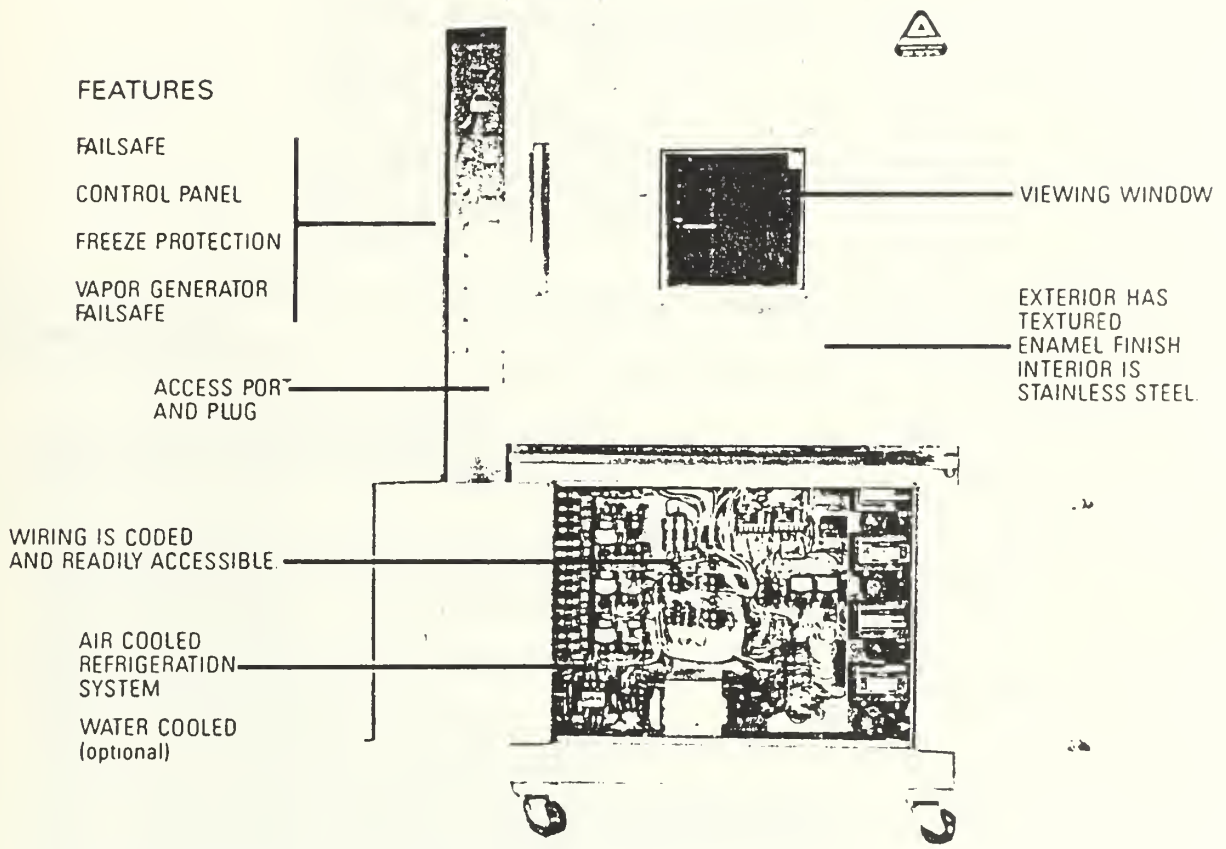 FEATURES
FAILSAFE
CONTROL PANEL
FREEZE PROTECTION
VAPOR GENERATOR
FAILSAFE
ACCESS PORT
AND PLUG
WIRING IS CODED
AND READILY ACCESSIBLE.
AIR COOLED
REFRIGERATION
SYSTEM
WATER COOLED
(optional)
VIEWING WINDOW
EXTERIOR HAS
TEXTURED
ENAMEL FINISH
INTERIOR IS
STAINLESS STEEL.